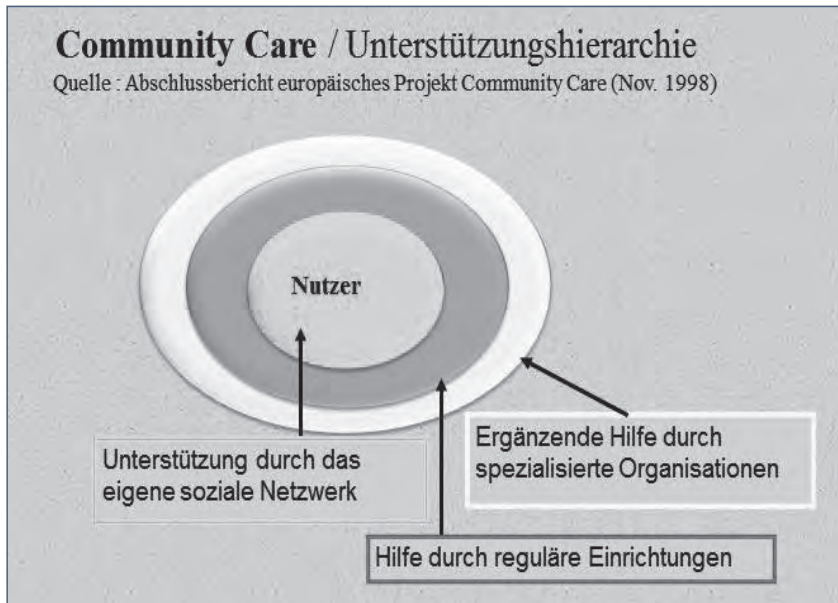 Community Care / Unterstützungshierarchie
Quelle : Abschlussbericht europäisches Projekt Community Care (Nov. 1998)
Nutzer
Unterstützung durch das
eigene soziale Netzwerk
Ergänzende Hilfe durch
spezialisierte Organisationen
Hilfe durch reguläre Einrichtungen